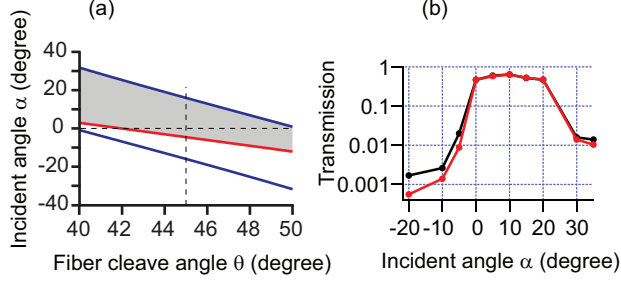 (a)
Incident angle α (degree)
40
20
0
-20
-40
40 42 44 46 48 50
Fiber cleave angle θ (degree)
(b)
Transmission
1
0.1
0.01
0.001
-20 -10 0 10 20 30
Incident angle α (degree)